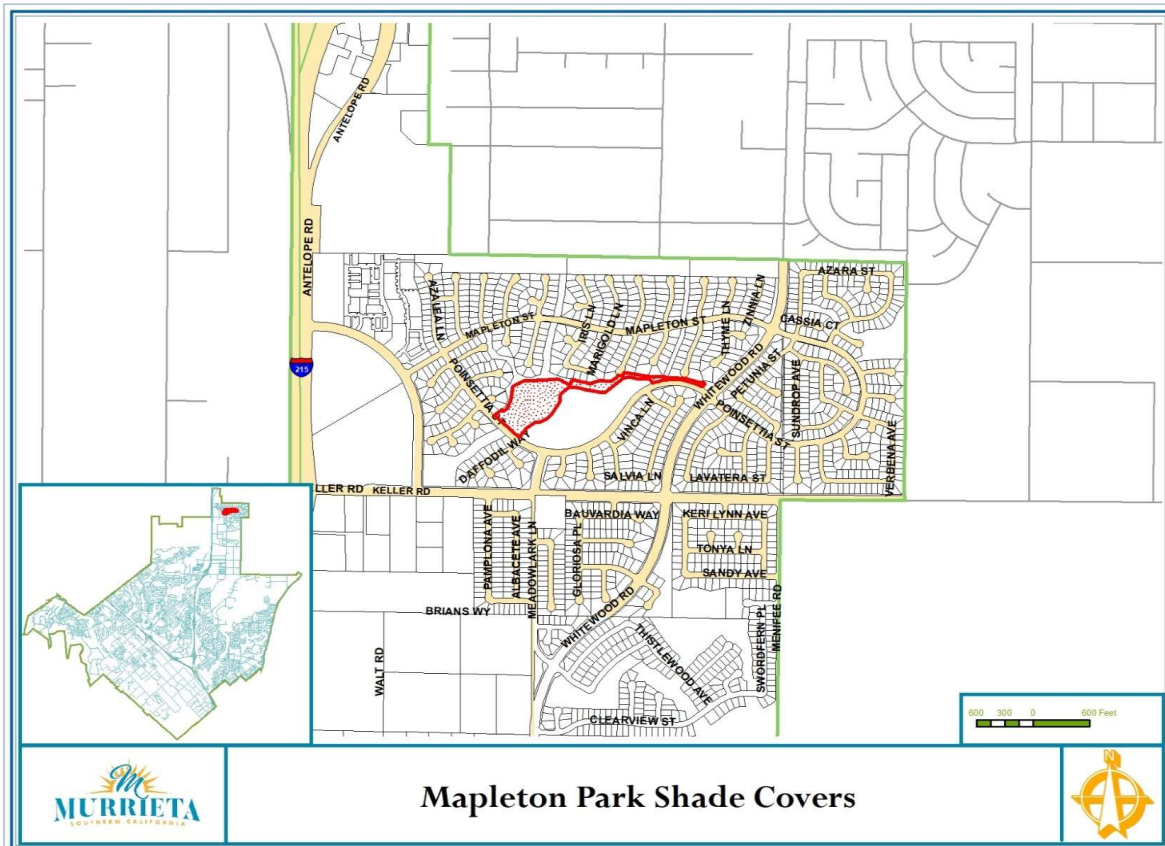 ANTELOPE RD
ANTELOPE RD
215
AZALEA LN
MAPLETON ST
IRIS LN
MARIGOLD LN
MAPLETON ST
THYME LN
ZINNIA LN
AZARA ST
CASSIA CT
POINSETTIA ST
WHITEWOOD RD
PETUNIA ST
SUNDROP AVE
POINSETTIA ST
VERBENA AVE
DAFFODIL WAY
VINCA LN
SALVIA LN
LAVATERA ST
LLER RD
KELLER RD
PAMPLONA AVE
ALBACETE AVE
MEADOWLARK LN
BAUVARDIA WAY
GLORIOSA PL
KERI LYNN AVE
TONYA LN
SANDY AVE
BRIANS WY
WHITEWOOD RD
MENIFEE RD
SWORDFERN PL
THISTLEWOOD AVE
WALT RD
CLEARVIEW ST
600 300 0 600 Feet
M
MURRIETA
SOUTHERN CALIFORNIA
Mapleton Park Shade Covers
N